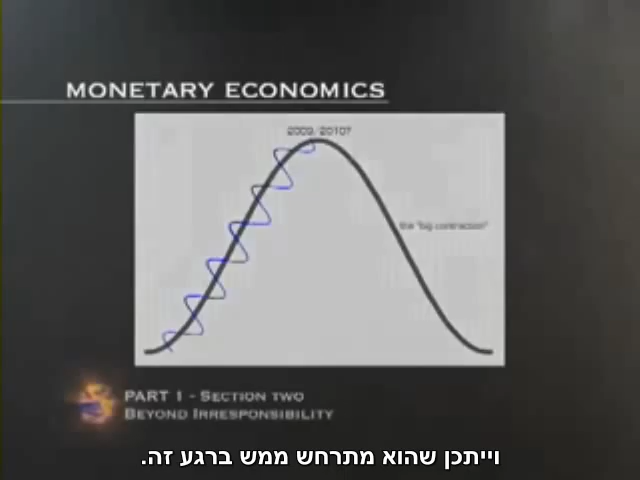 MONETARY ECONOMICS
2009/2010?
the "big contraction"
PART 1 - SECTION TWO
BEYOND IRRESPONSIBILITY
וייתכן שהוא מתרחש ממש ברגע זה.